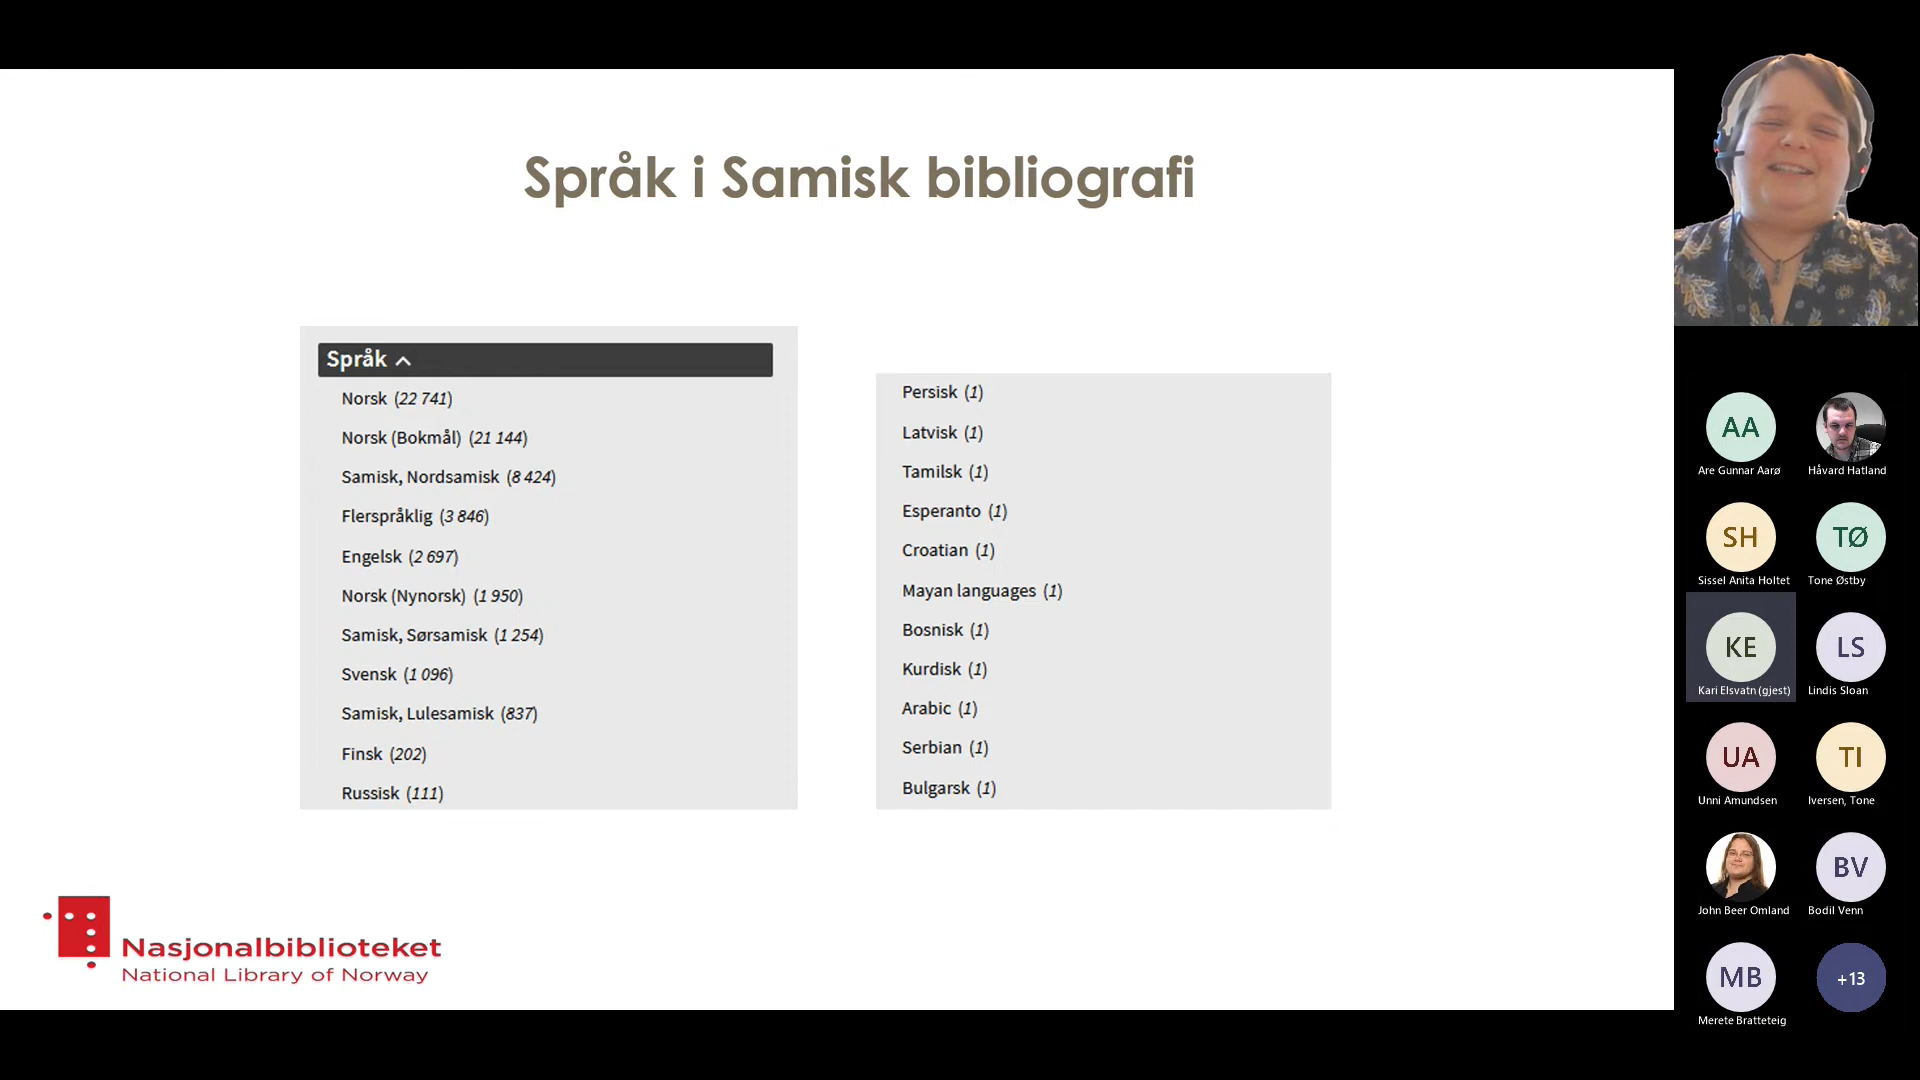 Språk i Samisk bibliografi
Språk
Norsk (22 741)
Norsk (Bokmål) (21 144)
Samisk, Nordsamisk (8 424)
Flerspråklig (3 846)
Engelsk (2 697)
Norsk (Nynorsk) (1 950)
Samisk, Sørsamisk (1 254)
Svensk (1 096)
Samisk, Lulesamisk (837)
Finsk (202)
Russisk (111)
Persisk (1)
Latvisk (1)
Tamilsk (1)
Esperanto (1)
Croatian (1)
Mayan languages (1)
Bosnisk (1)
Kurdisk (1)
Arabic (1)
Serbian (1)
Bulgarsk (1)
Nasjonalbiblioteket
National Library of Norway
AA
Are Gunnar Aarø
Håvard Hatland
SH
Sissel Anita Holtet
TØ
Tone Østby
KE
Kari Elsvatn (gjest)
LS
Lindis Sloan
UA
Unni Amundsen
TI
Iversen, Tone
John Beer Omland
BV
Bodil Venn
MB
Merete Bratteteig
+13